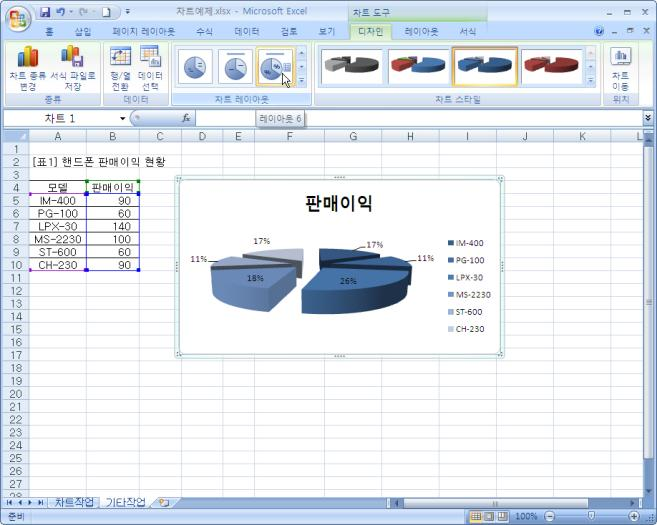 차트예제.xlsx - Microsoft Excel
차트 도구
홈 삽입 페이지 레이아웃 수식 데이터 검토 보기 디자인 레이아웃 서식
차트 종류 변경 서식 파일로 저장 행/열 전환 데이터 선택 차트 이동
종류 데이터 차트 레이아웃 차트 스타일 위치
차트 1 fx 레이아웃 6
A B C D E F G H I J K L
1
2 [표1] 핸드폰 판매이익 현황
3
4 모델 판매이익
5 IM-400 90
6 PG-100 60
7 LPX-30 140
8 MS-2230 100
9 ST-600 60
10 CH-230 90
11
12
13
14
15
16
17
18
19
20
21
22
23
24
25
26
27
28
판매이익
17%
17%
11%
11%
18%
26%
IM-400
PG-100
LPX-30
MS-2230
ST-600
CH-230
차트작업 기타작업
준비 100%